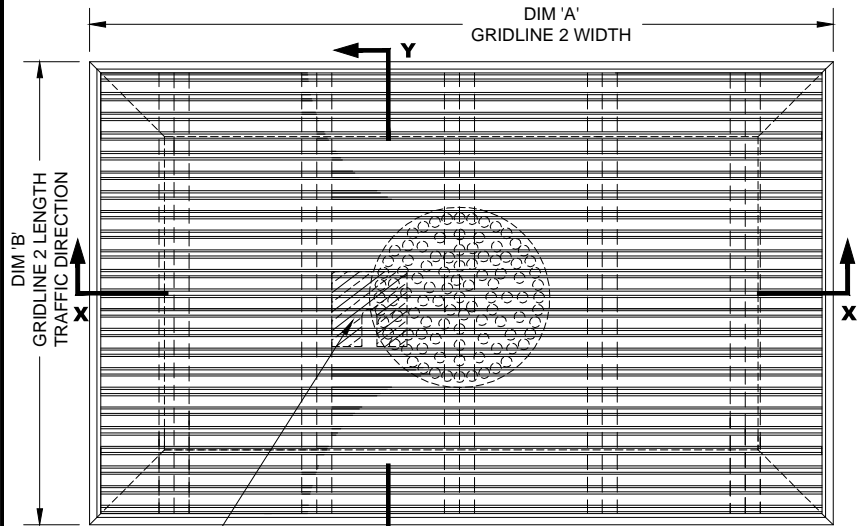 DIM 'A'
GRIDLINE 2 WIDTH
Y
DIM 'B'
GRIDLINE 2 LENGTH
TRAFFIC DIRECTION
X
X